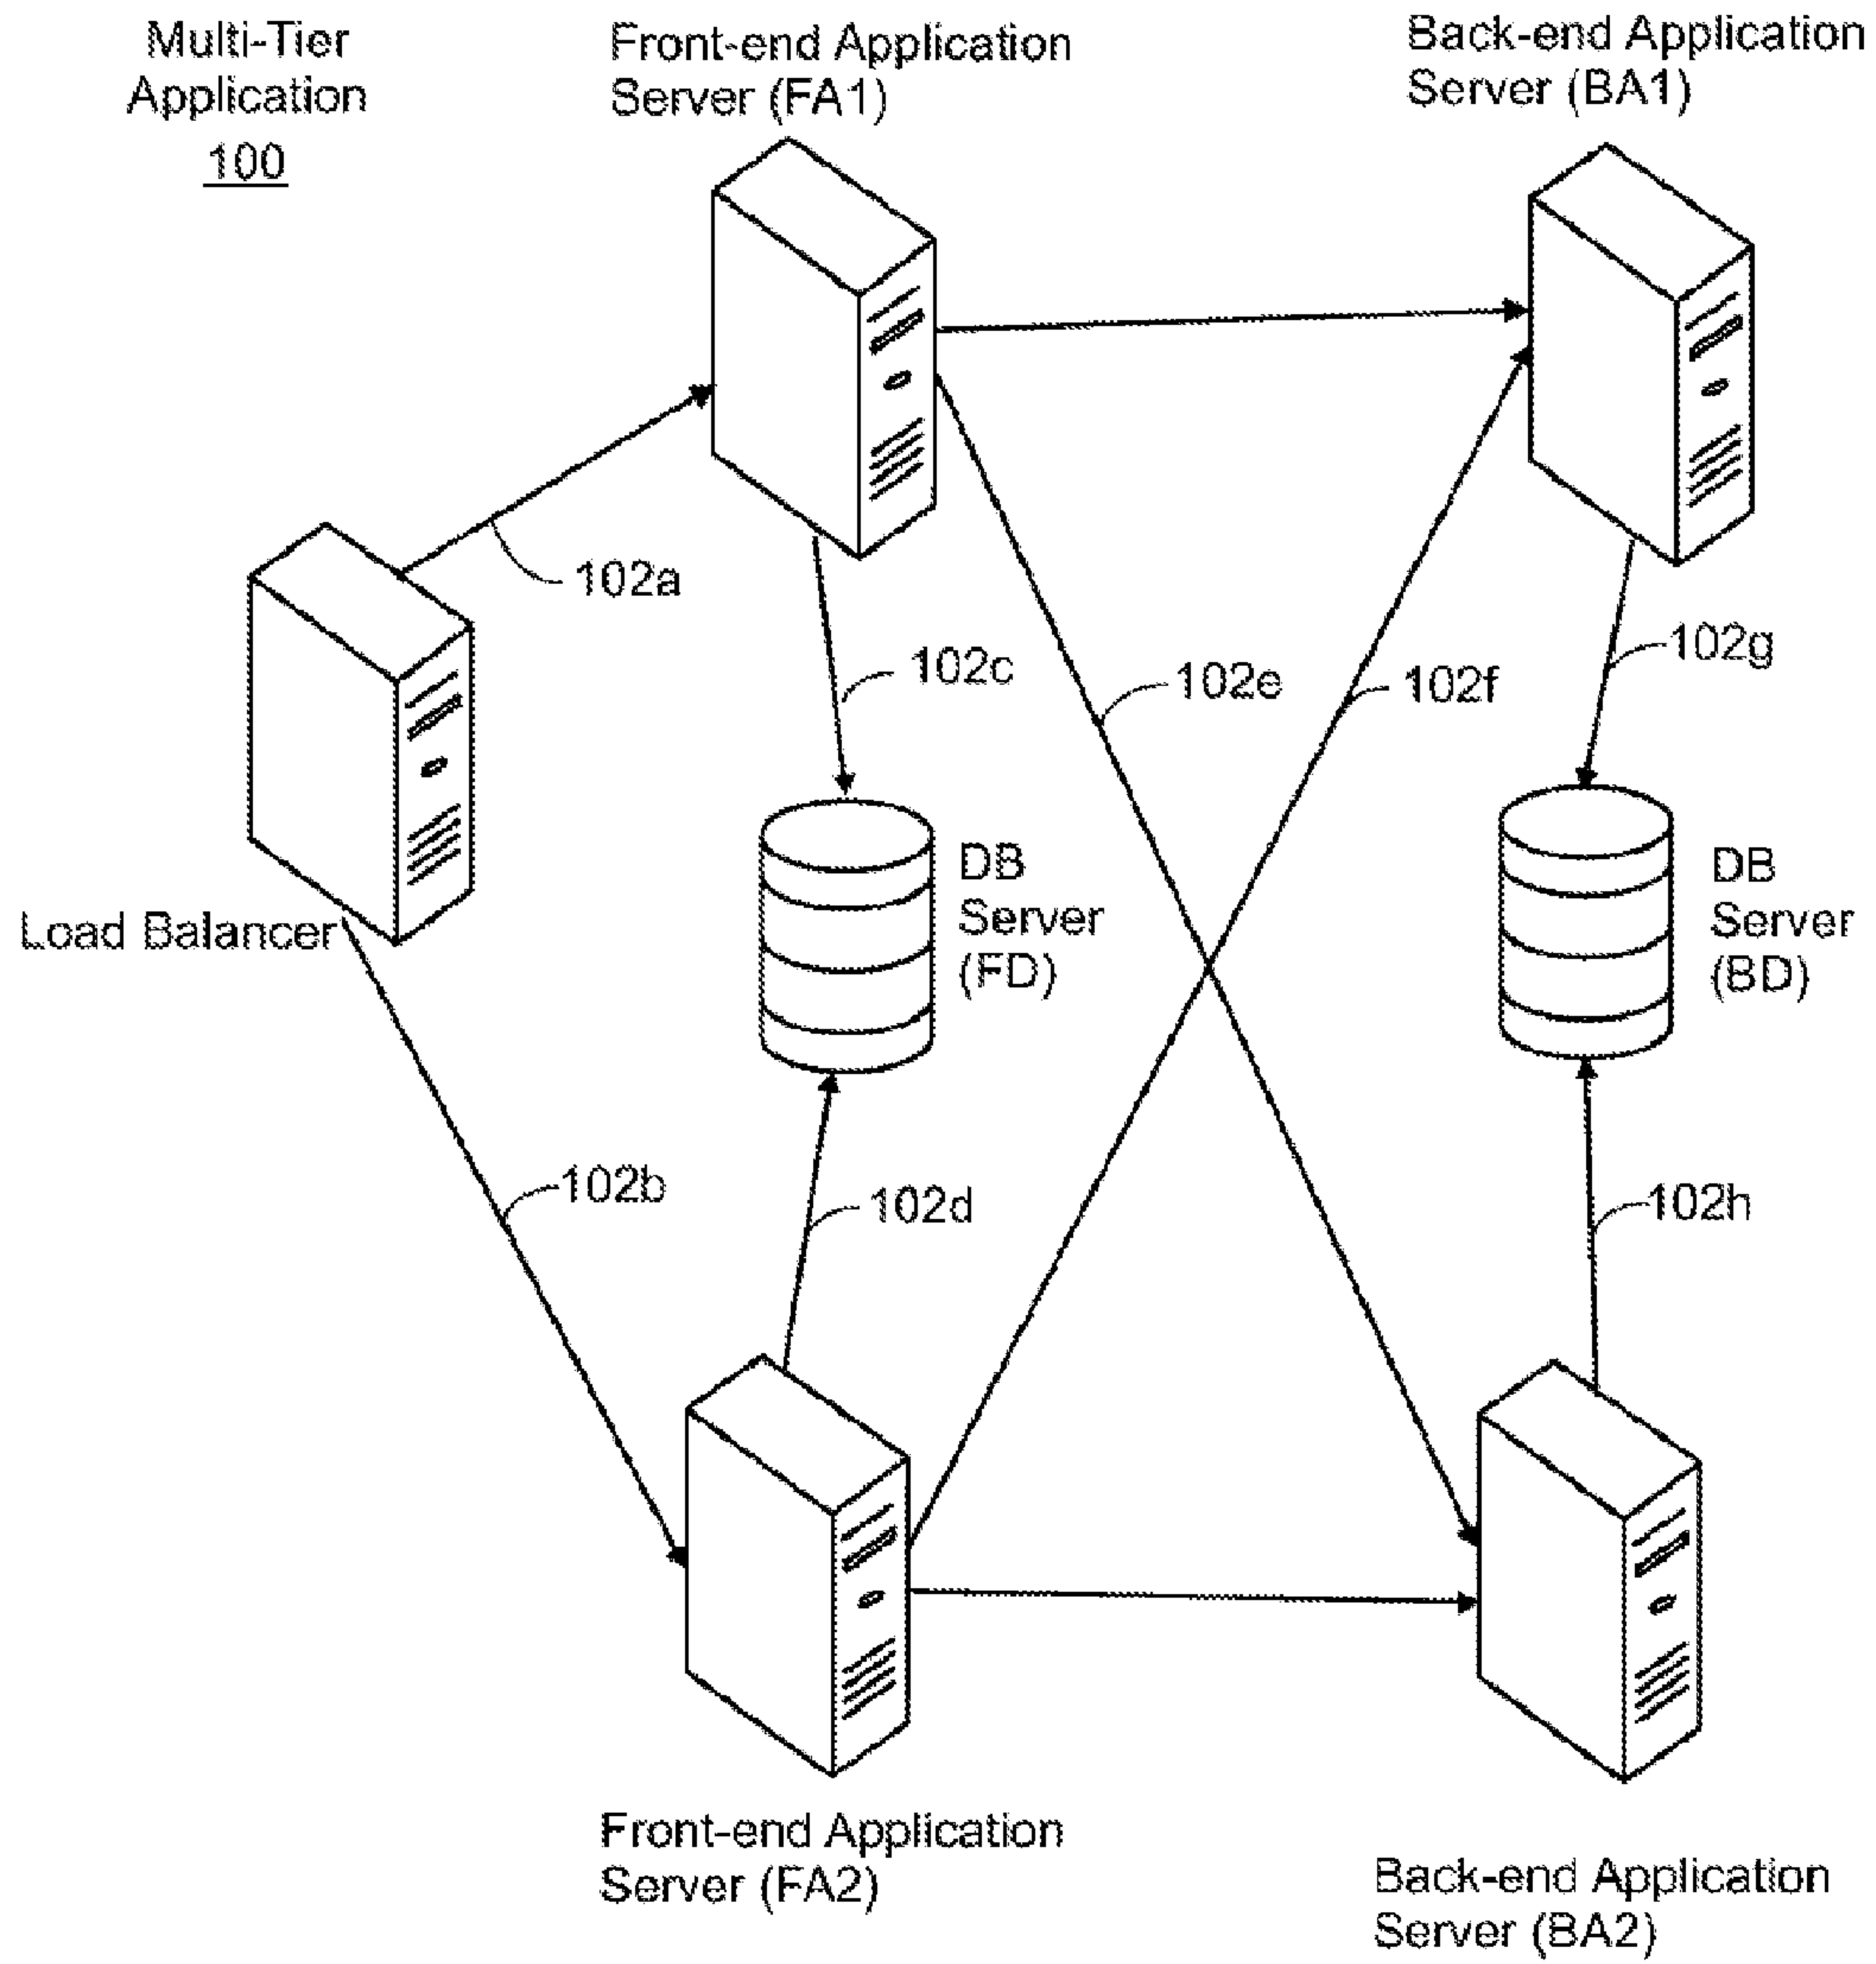 Multi-Tier
Application
100
Front-end Application
Server (FA1)
Back-end Application
Server (BA1)
102a
102c
102e
102f
102g
Load Balancer
DB
Server
(FD)
DB
Server
(BD)
102b
102d
102h
Front-end Application
Server (FA2)
Back-end Application
Server (BA2)